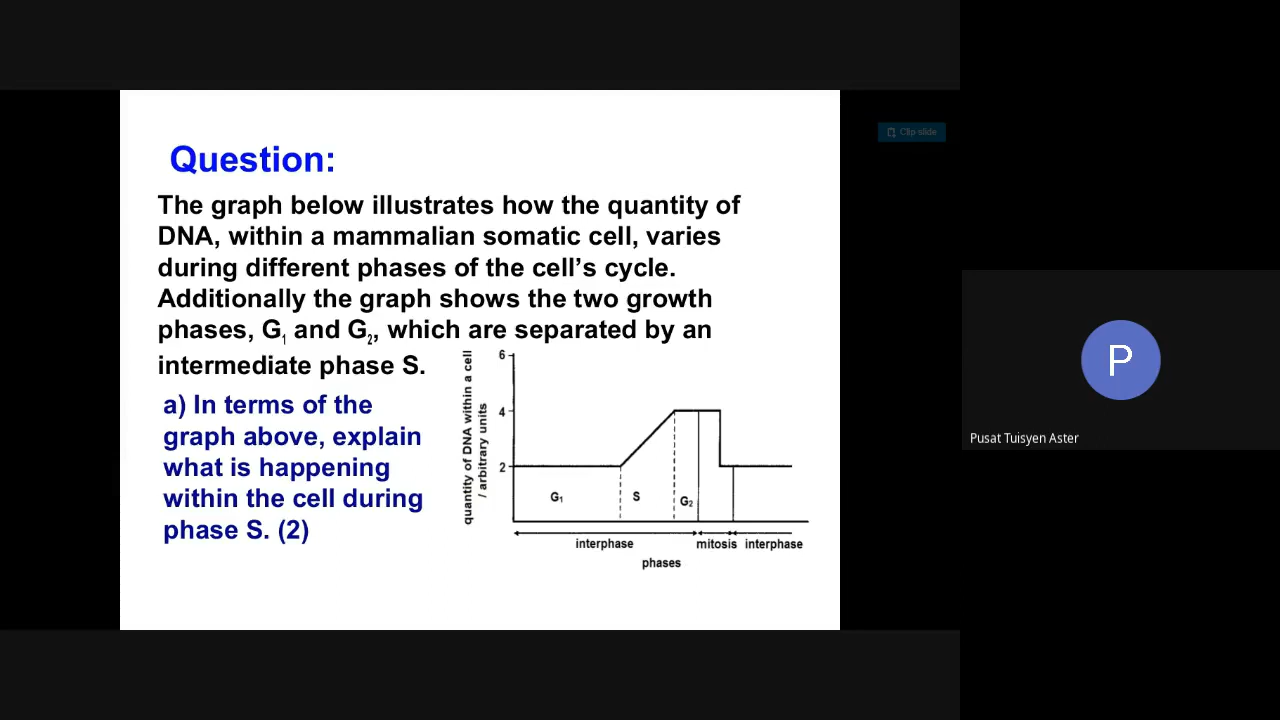 Clip slide
Question:
The graph below illustrates how the quantity of
DNA, within a mammalian somatic cell, varies
during different phases of the cell's cycle.
Additionally the graph shows the two growth
phases, G₁ and G₂, which are separated by an
intermediate phase S.
a) In terms of the
graph above, explain
what is happening
within the cell during
phase S. (2)
quantity of DNA within a cell
/ arbitrary units
6
4
2
G₁
S
G₂
interphase
mitosis
interphase
phases
P
Pusat Tuisyen Aster